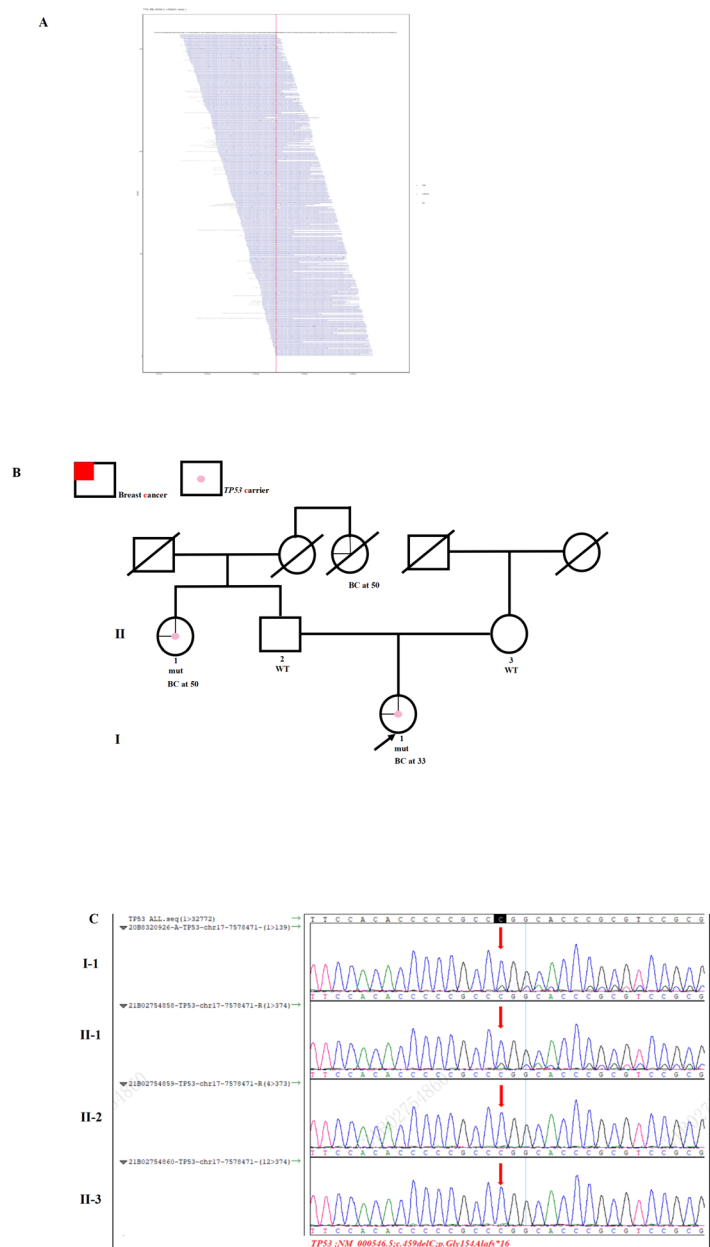 A
B
Breast cancer
TP53 carrier
BC at 50
II
1
mut
BC at 50
2
WT
3
WT
I
1
mut
BC at 33
C
TP53 ALL.seq(1>32772)
T T C C A C A C C C C C G C C C G G C A C C C G C G T C C G C G
20B8320926-A-TP53-chr17-7578471-(1>139)
I-1
T T C C A C A C C C C C G C C C G G C A C C C G C G T C C G C G
21B02754858-TP53-chr17-7578471-R(1>374)
II-1
T T C C A C A C C C C C G C C C G G C A C C C G C G T C C G C G
21B02754859-TP53-chr17-7578471-R(4>373)
II-2
T T C C A C A C C C C C G C C C G G C A C C C G C G T C C G C G
21B02754860-TP53-chr17-7578471-(12>374)
II-3
T T C C A C A C C C C C G C C C G G C A C C C G C G T C C G C G
TP53 ;NM_000546.5;c.459delC;p.Gly154Alafs*16